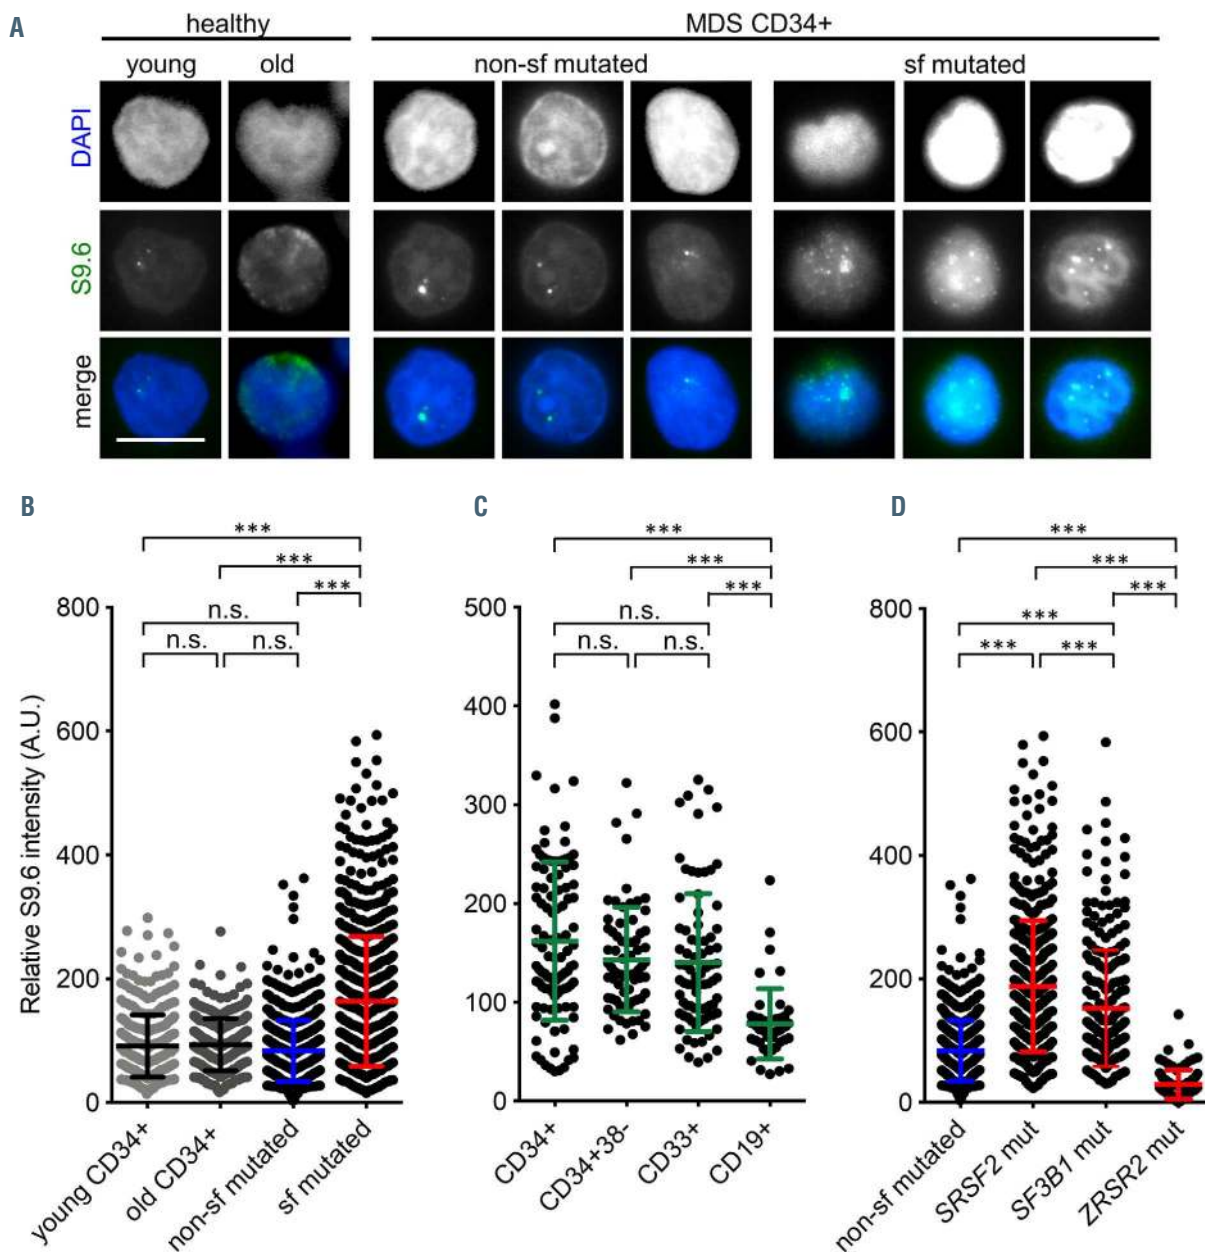 A
healthy
MDS CD34+
young
old
non-sf mutated
sf mutated
DAPI
S9.6
merge
B
***
***
***
n.s.
n.s.
n.s.
Relative S9.6 intensity (A.U.)
800
600
400
200
0
young CD34+
old CD34+
non-sf mutated
sf mutated
C
***
***
***
n.s.
n.s.
n.s.
500
400
300
200
100
0
CD34+
CD34+38-
CD33+
CD19+
D
***
***
***
***
***
***
800
600
400
200
0
non-sf mutated
SRSF2 mut
SF3B1 mut
ZRSR2 mut